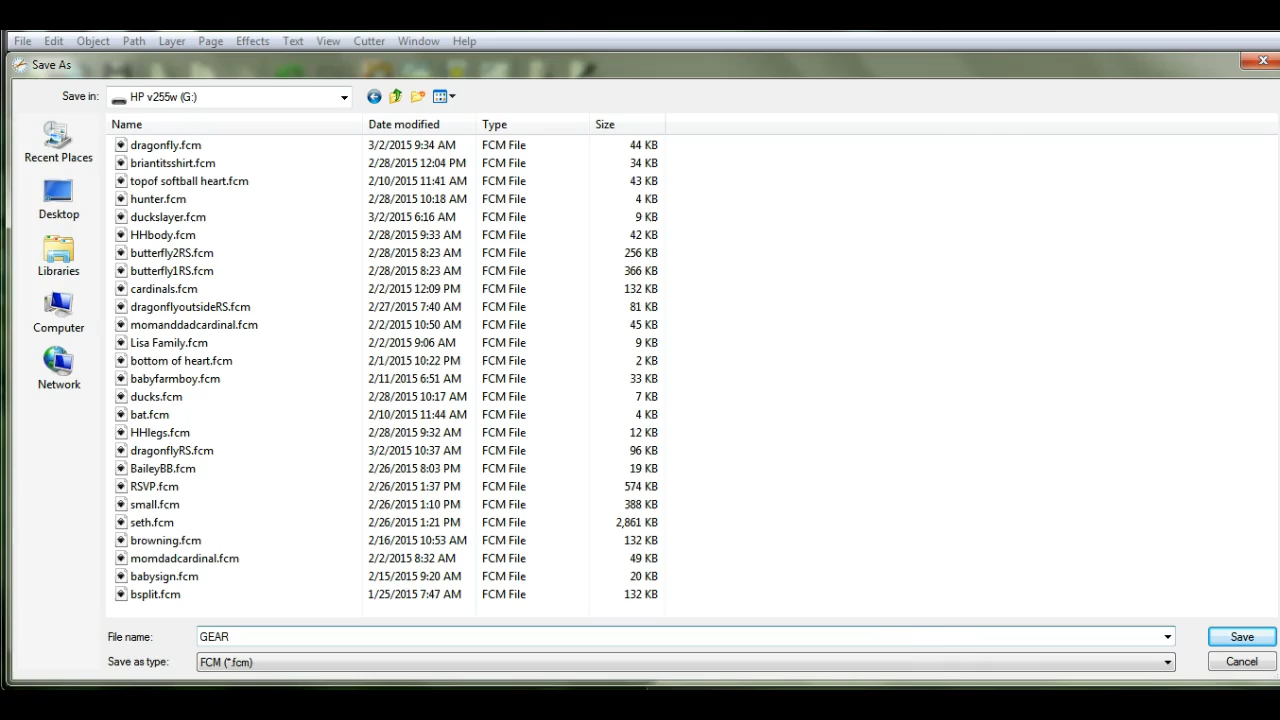 File Edit Object Path Layer Page Effects Text View Cutter Window Help
Save As
Save in: HP v255w (G:)
Name Date modified Type Size
Recent Places
Desktop
Libraries
Computer
Network
dragonfly.fcm 3/2/2015 9:34 AM FCM File 44 KB
briantitsshirt.fcm 2/28/2015 12:04 PM FCM File 34 KB
topof softball heart.fcm 2/10/2015 11:41 AM FCM File 43 KB
hunter.fcm 2/28/2015 10:18 AM FCM File 4 KB
duckslayer.fcm 3/2/2015 6:16 AM FCM File 9 KB
HHbody.fcm 2/28/2015 9:33 AM FCM File 42 KB
butterfly2RS.fcm 2/28/2015 8:23 AM FCM File 256 KB
butterfly1RS.fcm 2/28/2015 8:23 AM FCM File 366 KB
cardinals.fcm 2/2/2015 12:09 PM FCM File 132 KB
dragonflyoutsideRS.fcm 2/27/2015 7:40 AM FCM File 81 KB
momanddadcardinal.fcm 2/2/2015 10:50 AM FCM File 45 KB
Lisa Family.fcm 2/2/2015 9:06 AM FCM File 9 KB
bottom of heart.fcm 2/1/2015 10:22 PM FCM File 2 KB
babyfarmboy.fcm 2/11/2015 6:51 AM FCM File 33 KB
ducks.fcm 2/28/2015 10:17 AM FCM File 7 KB
bat.fcm 2/10/2015 11:44 AM FCM File 4 KB
HHlegs.fcm 2/28/2015 9:32 AM FCM File 12 KB
dragonflyRS.fcm 3/2/2015 10:37 AM FCM File 96 KB
BaileyBB.fcm 2/26/2015 8:03 PM FCM File 19 KB
RSVP.fcm 2/26/2015 1:37 PM FCM File 574 KB
small.fcm 2/26/2015 1:10 PM FCM File 388 KB
seth.fcm 2/26/2015 1:21 PM FCM File 2,861 KB
browning.fcm 2/16/2015 10:53 AM FCM File 132 KB
momdadcardinal.fcm 2/2/2015 8:32 AM FCM File 49 KB
babysign.fcm 2/15/2015 9:20 AM FCM File 20 KB
bsplit.fcm 1/25/2015 7:47 AM FCM File 132 KB
File name: GEAR Save
Save as type: FCM (*.fcm) Cancel